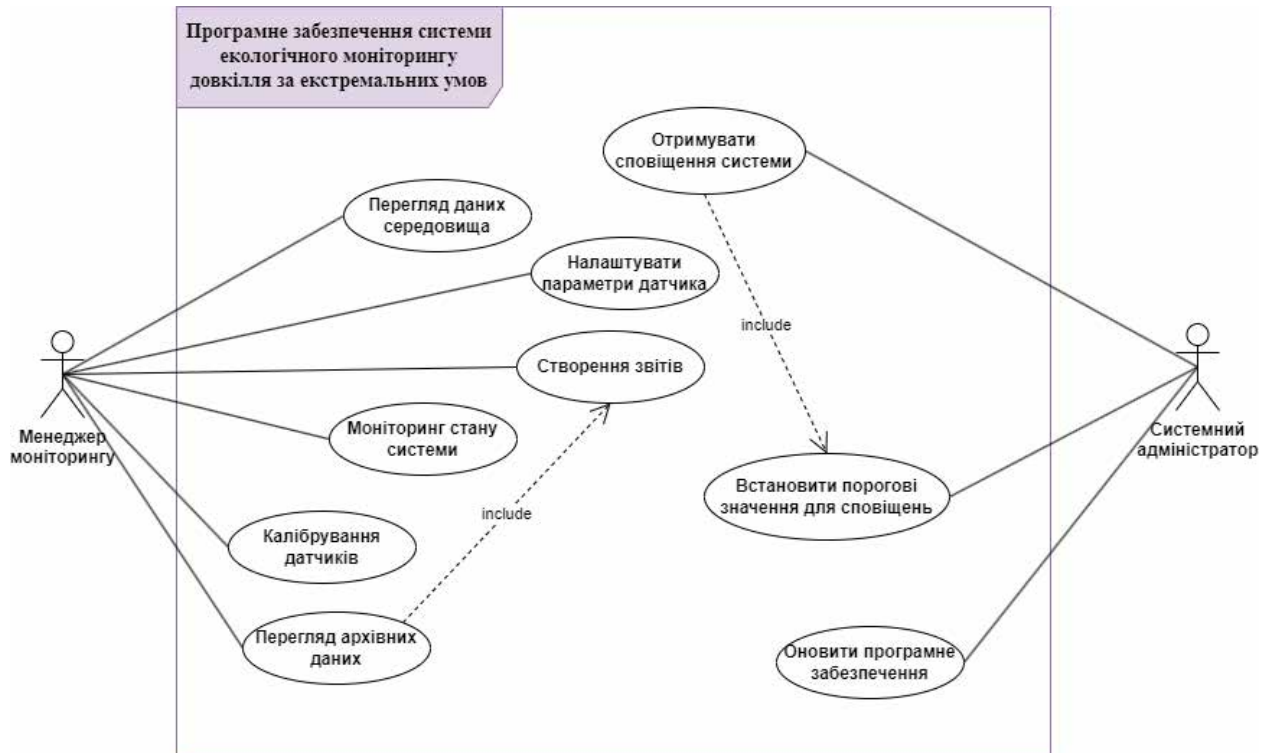 Програмне забезпечення системи
екологічного моніторингу
довкілля за екстремальних умов
Отримувати
сповіщення системи
Перегляд даних
середовища
Налаштувати
параметри датчика
include
Створення звітів
Менеджер
моніторингу
Моніторинг стану
системи
Системний
адміністратор
Встановити порогові
значення для сповіщень
include
Калібрування
датчиків
Перегляд архівних
даних
Оновити програмне
забезпечення